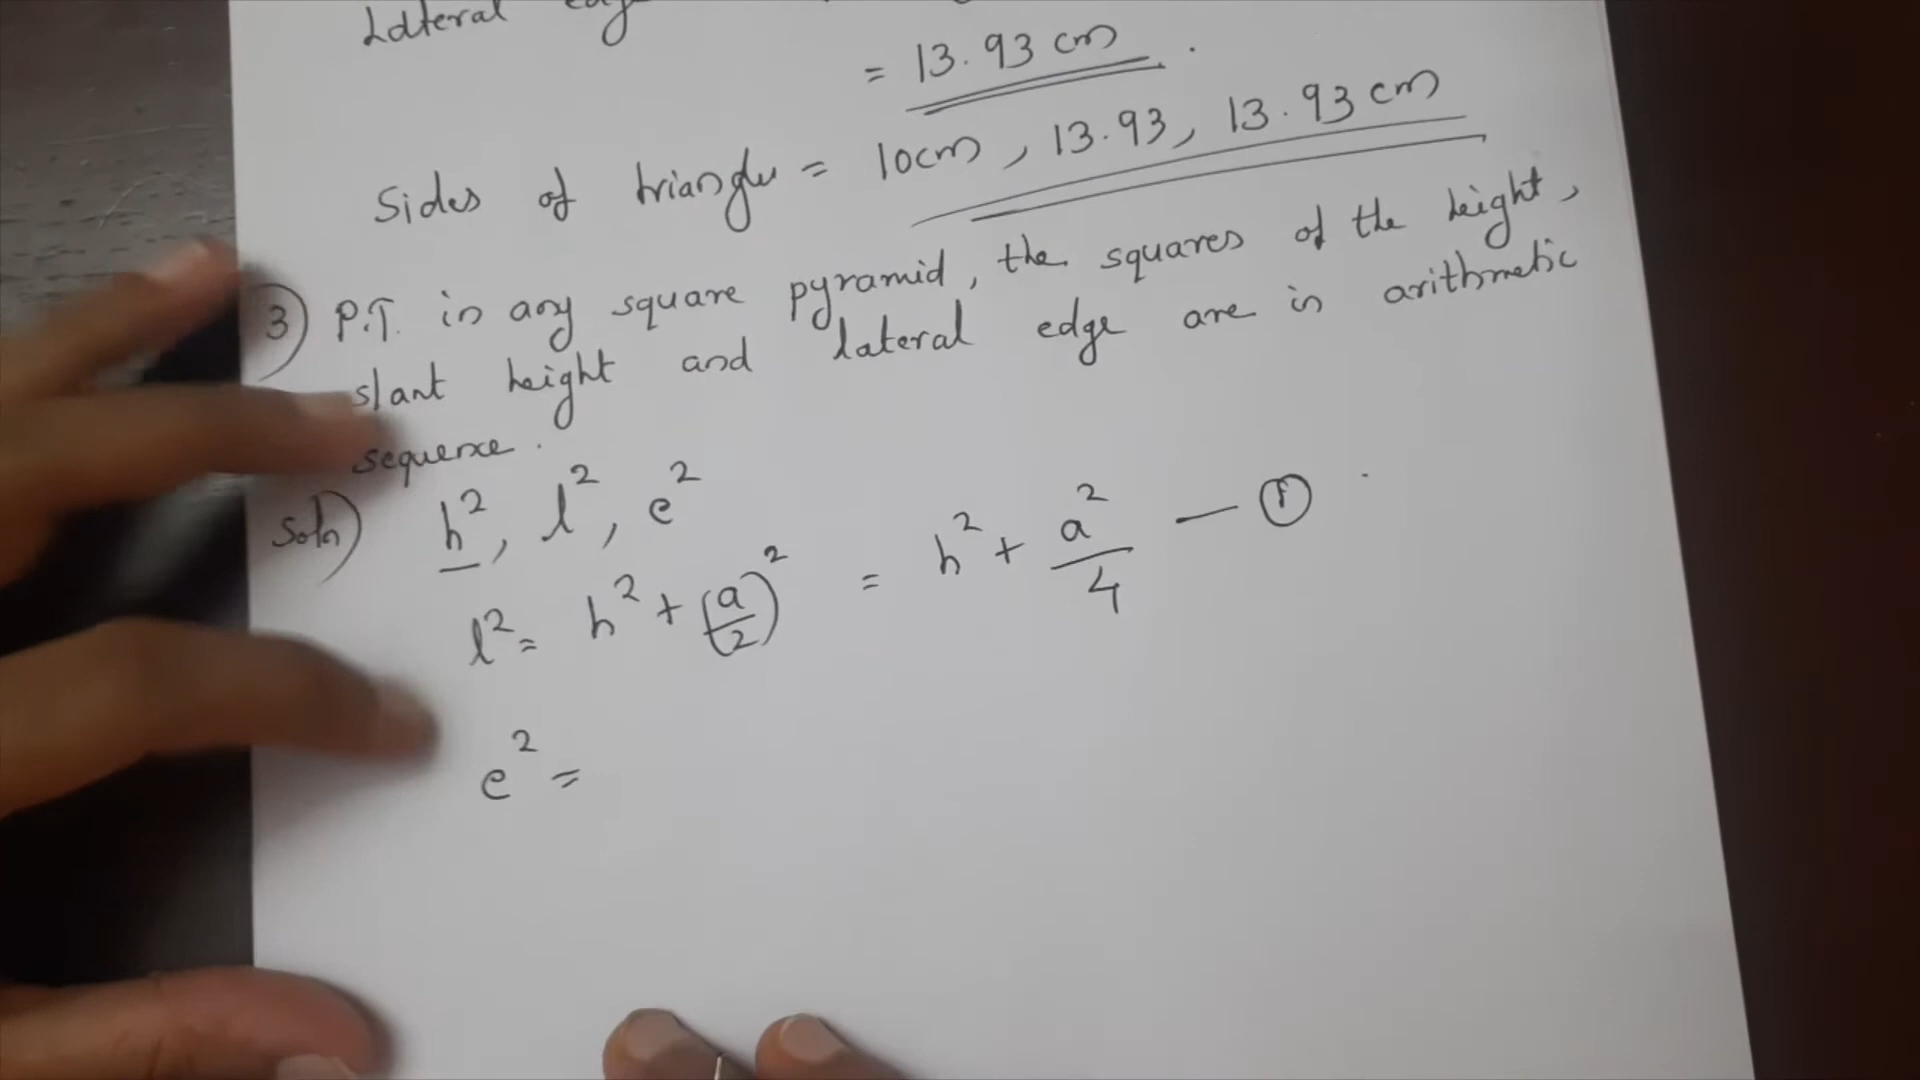 Lateral
= 13.93 cm
Sides of triangle = 10cm, 13.93, 13.93 cm
3) P.T. in any square pyramid, the squares of the height,
slant height and lateral edge are in arithmetic
sequence.
Soln) h², l², e²
l² = h² + (a/2)² = h² + a²/4 — ①
e² =